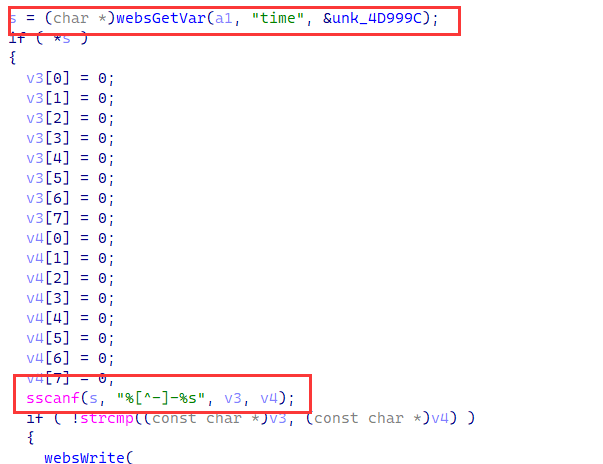 s = (char *)websGetVar(a1, "time", &unk_4D999C);
if ( *s )
{
v3[0] = 0;
v3[1] = 0;
v3[2] = 0;
v3[3] = 0;
v3[4] = 0;
v3[5] = 0;
v3[6] = 0;
v3[7] = 0;
v4[0] = 0;
v4[1] = 0;
v4[2] = 0;
v4[3] = 0;
v4[4] = 0;
v4[5] = 0;
v4[6] = 0;
v4[7] = 0;
sscanf(s, "%[^-]-%s", v3, v4);
if ( !strcmp((const char *)v3, (const char *)v4) )
{
websWrite(